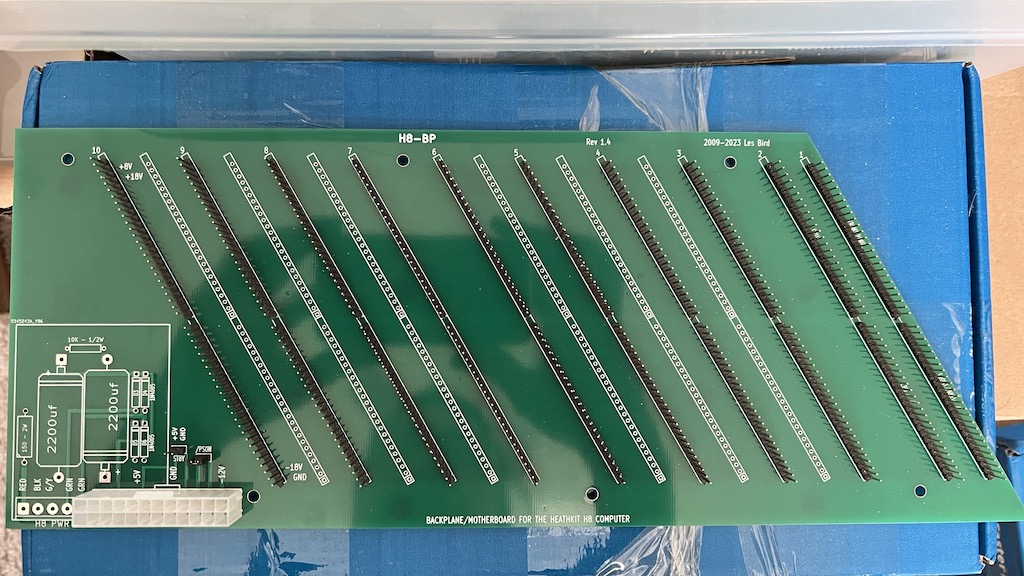 H8-BP
Rev 1.4
2009-2023 Les Bird
10
9
8
7
6
5
4
3
2
1
+8V
+18V
10K - 1/2W
2200uf
2200uf
150 - 2W
+5V
GND
/PSON
STBY
GND
-12V
+5V
-18V
GND
RED
BLK
G/Y
GRN
H8 PWR
BACKPLANE/MOTHERBOARD FOR THE HEATHKIT H8 COMPUTER